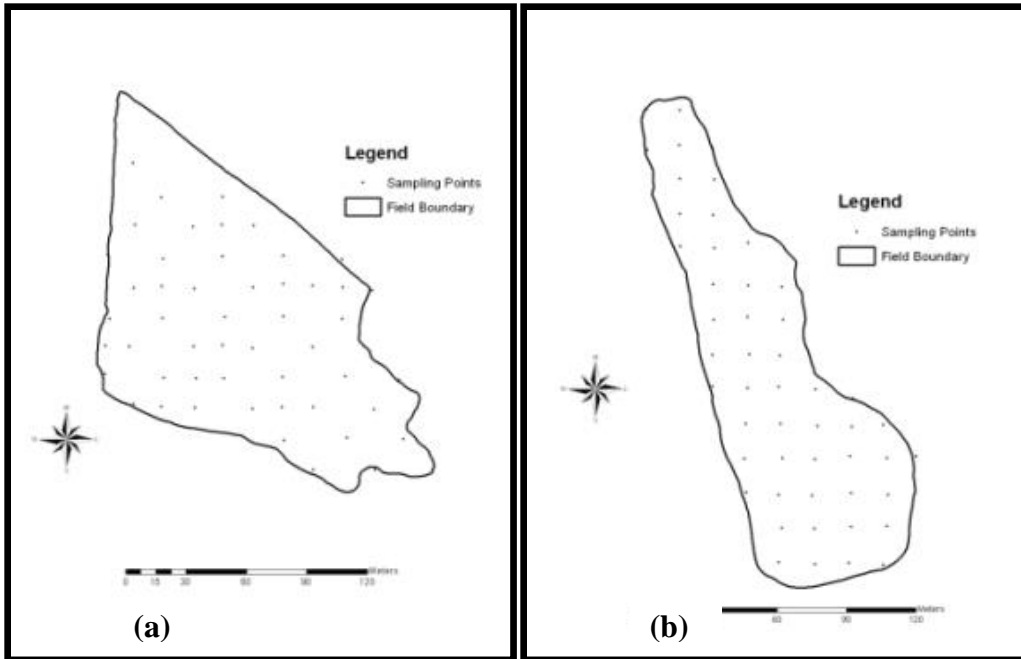 Legend
Sampling Points
Field Boundary
Meters
0 15 30 60 90 120
(a)
Legend
Sampling Points
Field Boundary
Meters
60 90 120
(b)